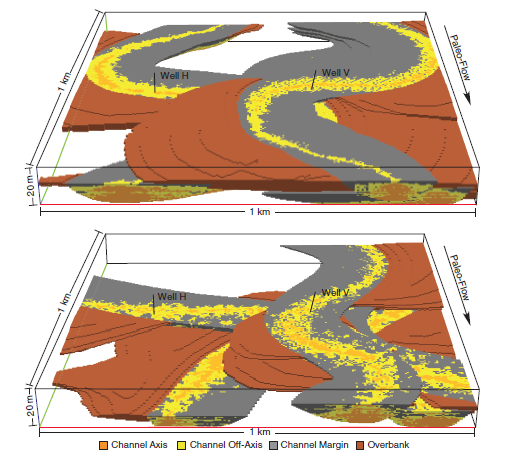 Paleo-Flow
~1 km
Well H
Well V
~20 m
1 km
Paleo-Flow
~1 km
Well H
Well V
~20 m
1 km
Channel Axis Channel Off-Axis Channel Margin Overbank